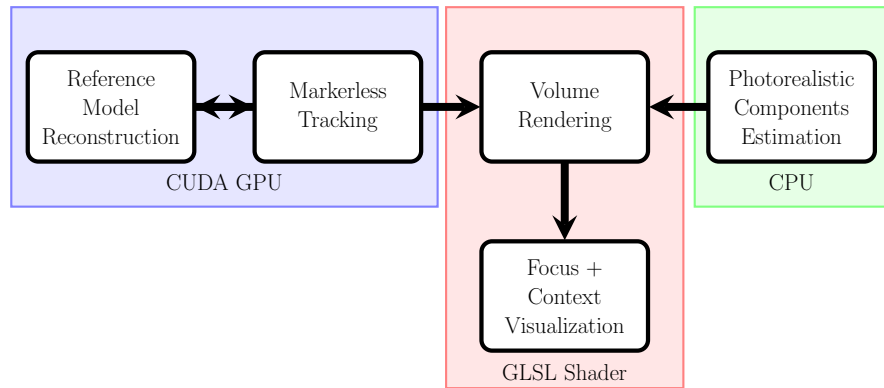 Reference
Model
Reconstruction
Markerless
Tracking
CUDA GPU
Volume
Rendering
Focus +
Context
Visualization
GLSL Shader
Photorealistic
Components
Estimation
CPU